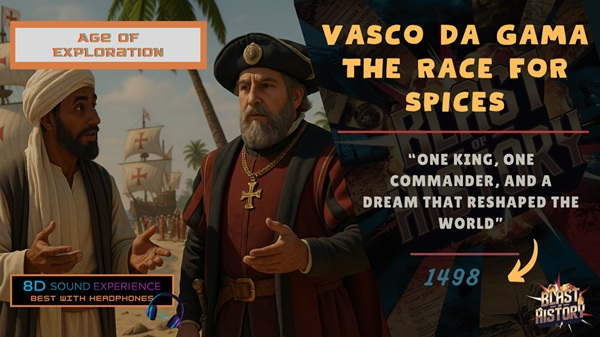 AGE OF
EXPLORATION
VASCO DA GAMA
THE RACE FOR
SPICES
"ONE KING, ONE
COMMANDER, AND A
DREAM THAT RESHAPED THE
WORLD"
1498
8D SOUND EXPERIENCE
BEST WITH HEADPHONES
BLAST
OF
HISTORY